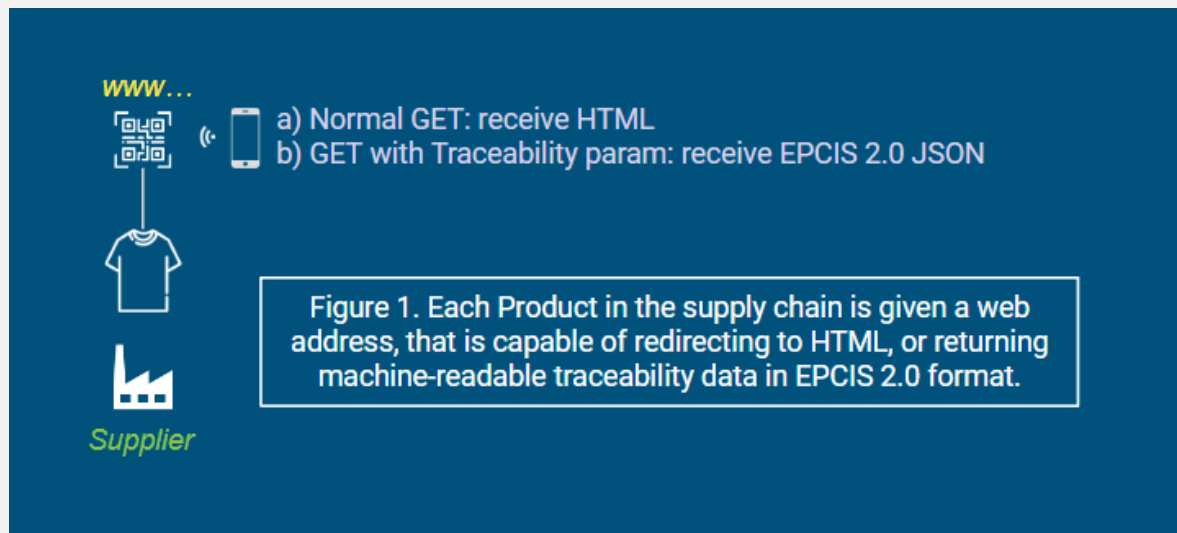 www...
a) Normal GET: receive HTML
b) GET with Traceability param: receive EPCIS 2.0 JSON
Figure 1. Each Product in the supply chain is given a web
address, that is capable of redirecting to HTML, or returning
machine-readable traceability data in EPCIS 2.0 format.
Supplier